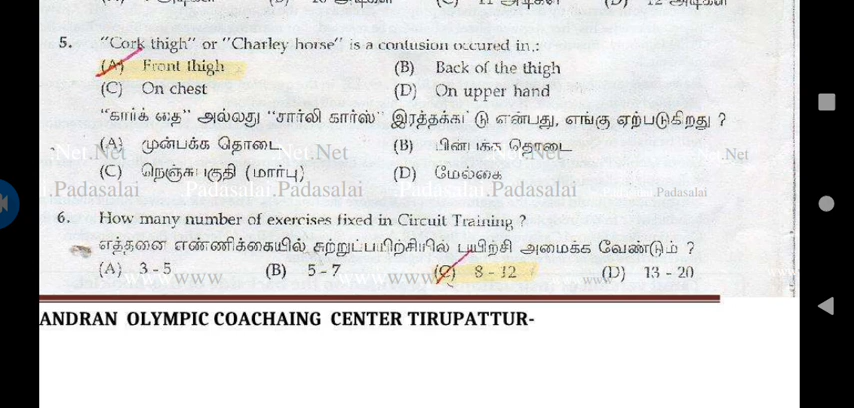 5. "Cork thigh" or "Charley horse" is a contusion occured in.:
(A) Front thigh (B) Back of the thigh
(C) On chest (D) On upper hand
"கார்க் தை" அல்லது "சார்லி கார்ஸ்" இரத்தக்கட்டு என்பது, எங்கு ஏற்படுகிறது ?
(A) முன்பக்க தொடை (B) பின்பக்க தொடை
(C) நெஞ்சுபகுதி (மார்பு) (D) மேல்கை
6. How many number of exercises fixed in Circuit Training ?
எத்தனை எண்ணிக்கையில் சுற்றுப்பயிற்சியில் பயிற்சி அமைக்க வேண்டும் ?
(A) 3 - 5 (B) 5 - 7 (C) 8 - 12 (D) 13 - 20
ANDRAN OLYMPIC COACHAING CENTER TIRUPATTUR-